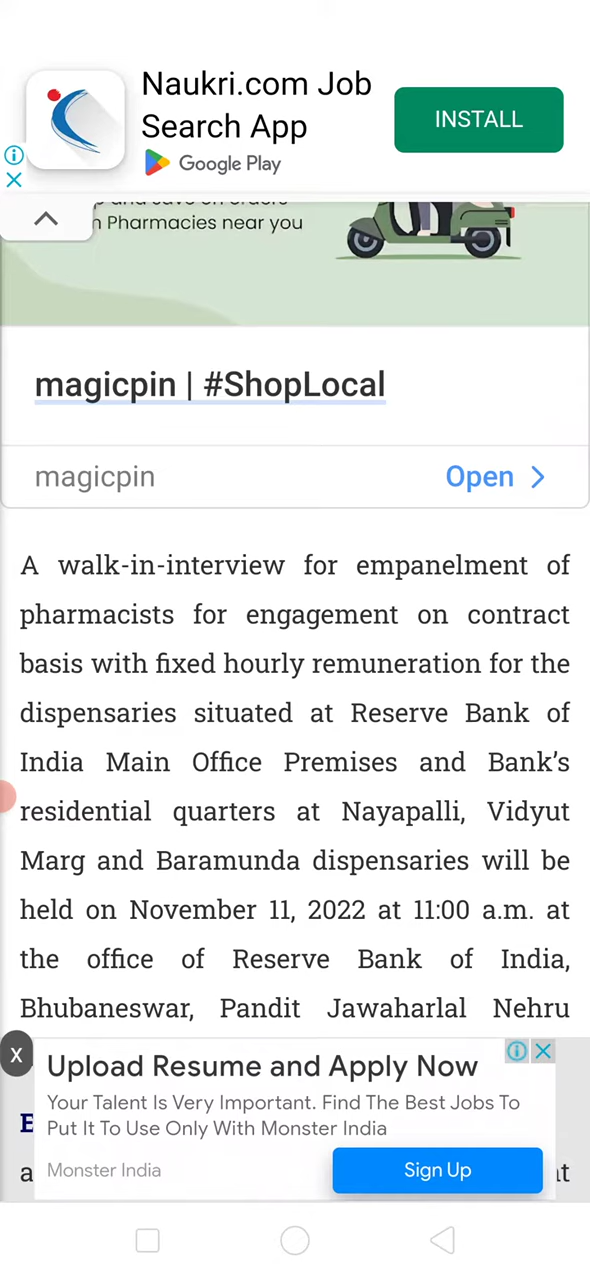 Naukri.com Job
Search App
INSTALL
Google Play
and save on orders
n Pharmacies near you
magicpin | #ShopLocal
magicpin
Open
A walk-in-interview for empanelment of
pharmacists for engagement on contract
basis with fixed hourly remuneration for the
dispensaries situated at Reserve Bank of
India Main Office Premises and Bank's
residential quarters at Nayapalli, Vidyut
Marg and Baramunda dispensaries will be
held on November 11, 2022 at 11:00 a.m. at
the office of Reserve Bank of India,
Bhubaneswar, Pandit Jawaharlal Nehru
X
Upload Resume and Apply Now
Your Talent Is Very Important. Find The Best Jobs To
Put It To Use Only With Monster India
Monster India
Sign Up